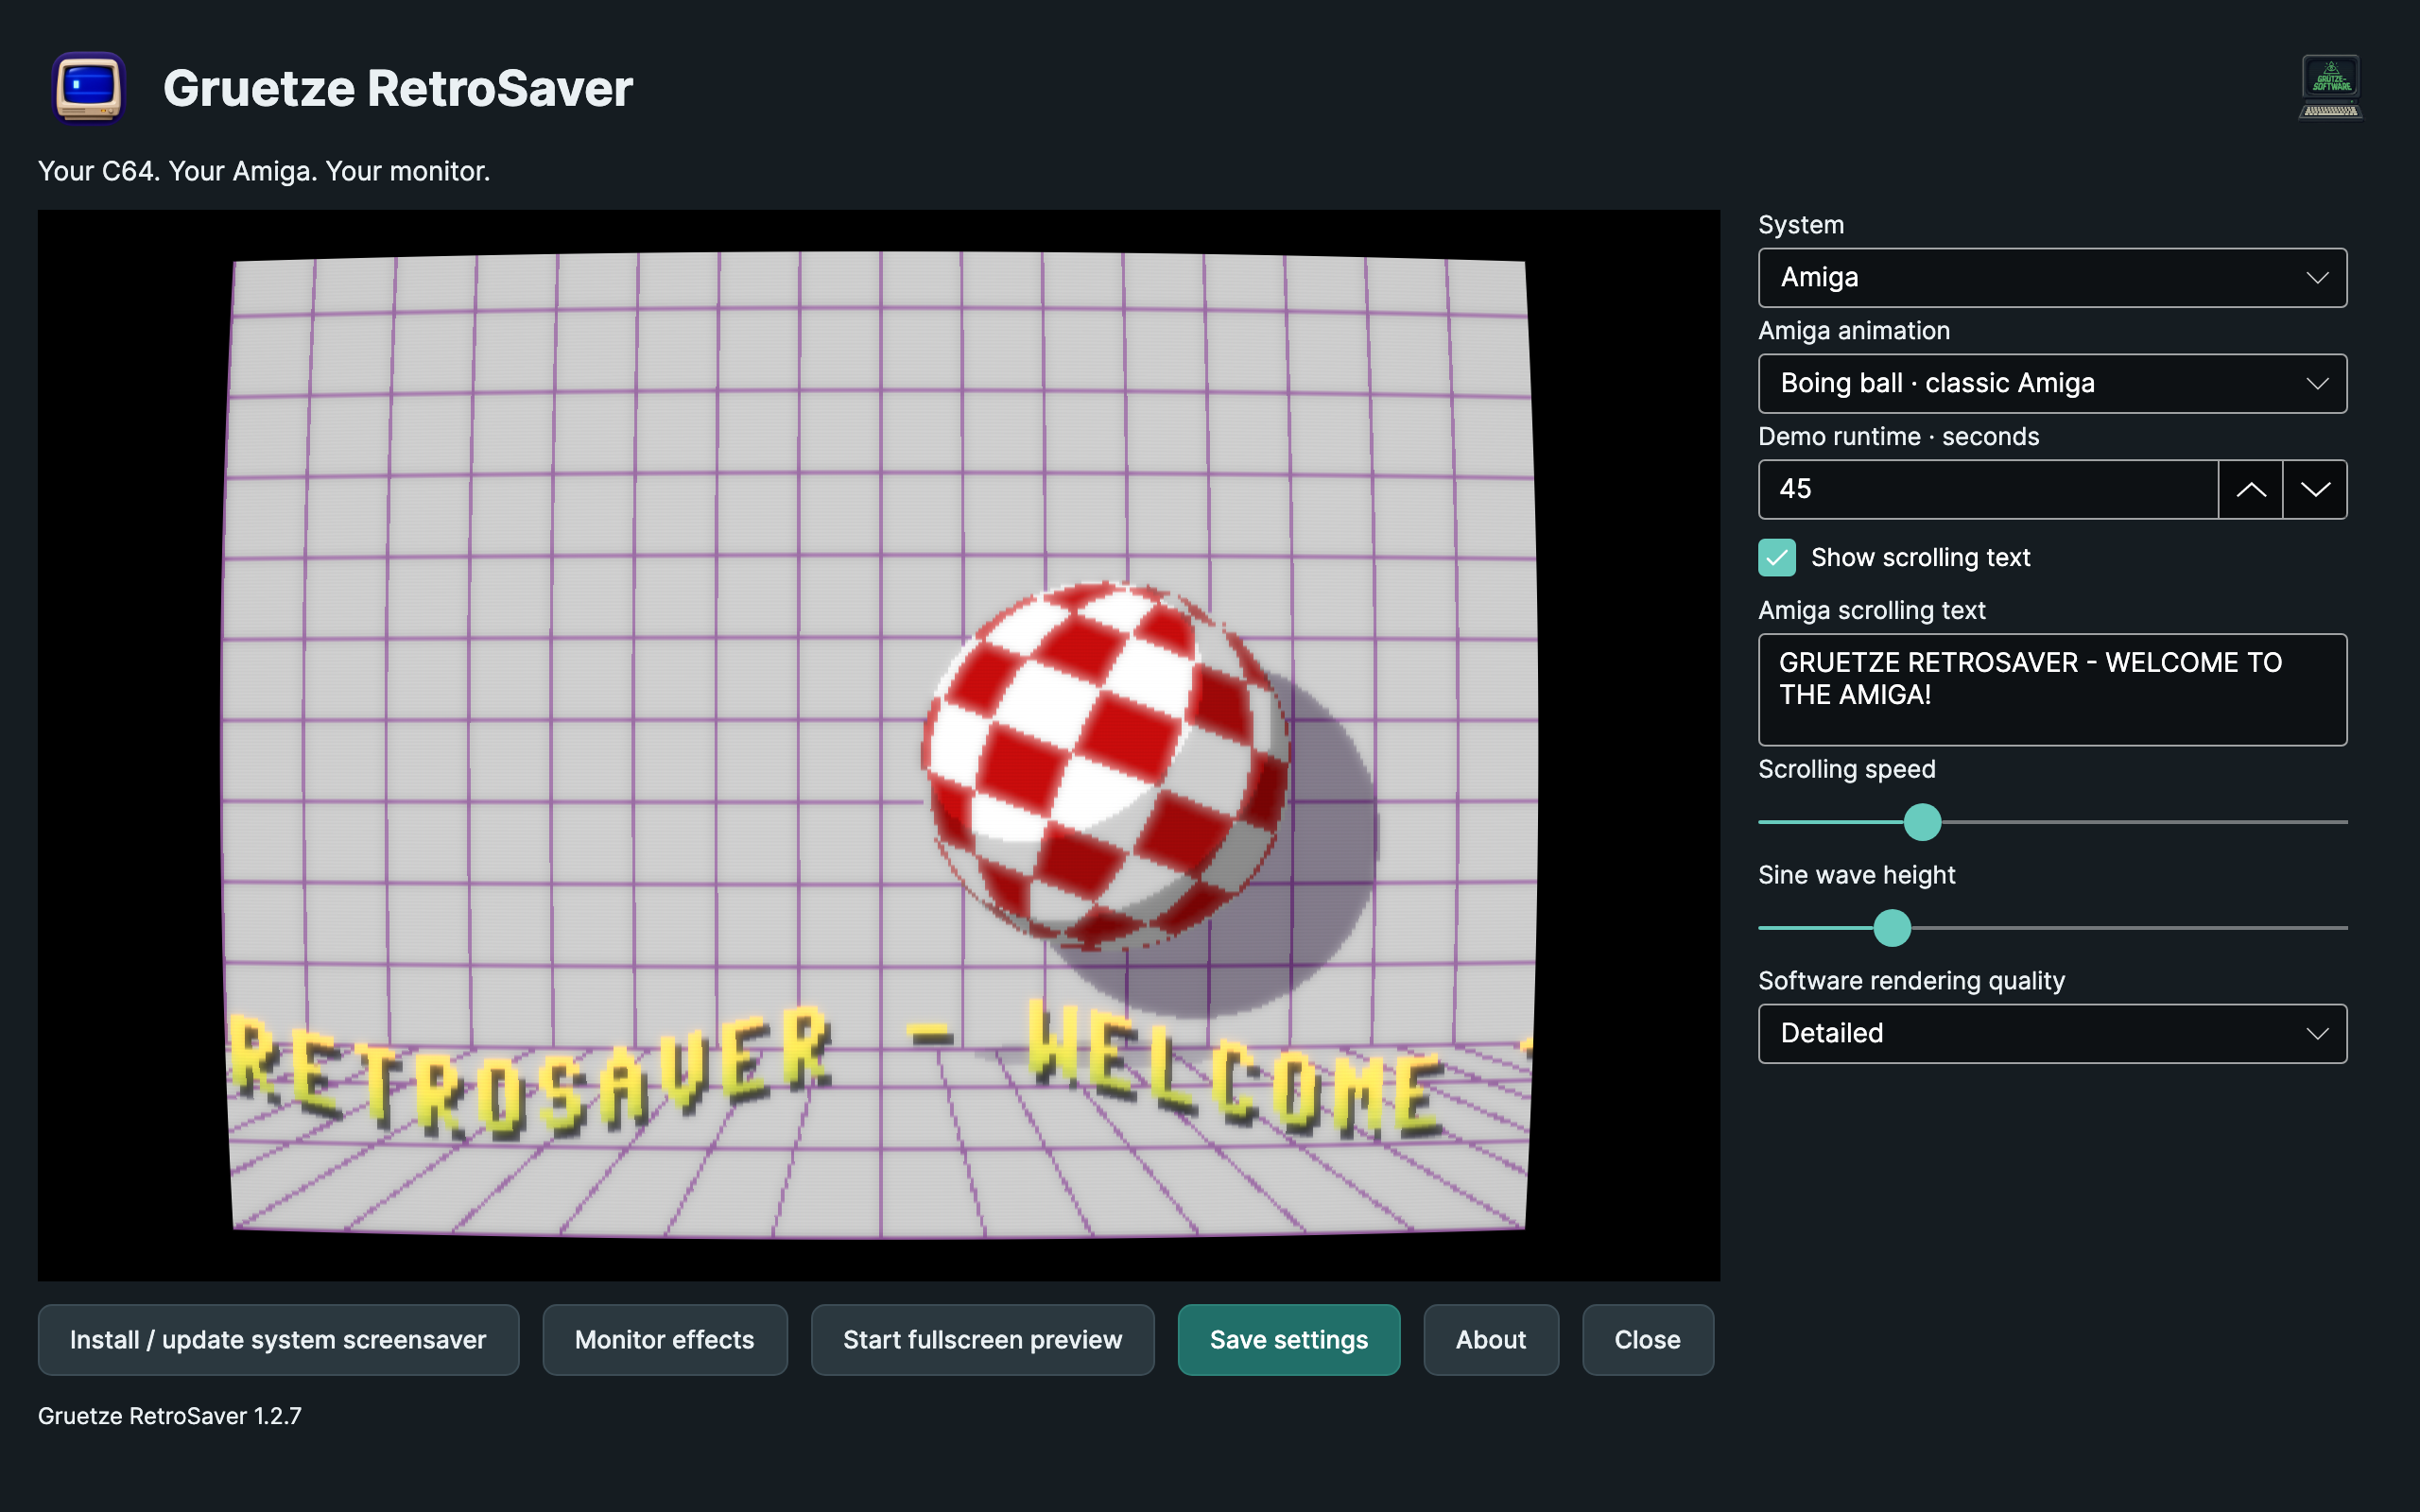 Gruetze RetroSaver
GRÜTZE-
SOFTWARE
Your C64. Your Amiga. Your monitor.
RETROSAVER - WELCOME
System
Amiga
Amiga animation
Boing ball · classic Amiga
Demo runtime · seconds
45
Show scrolling text
Amiga scrolling text
GRUETZE RETROSAVER - WELCOME TO
THE AMIGA!
Scrolling speed
Sine wave height
Software rendering quality
Detailed
Install / update system screensaver
Monitor effects
Start fullscreen preview
Save settings
About
Close
Gruetze RetroSaver 1.2.7